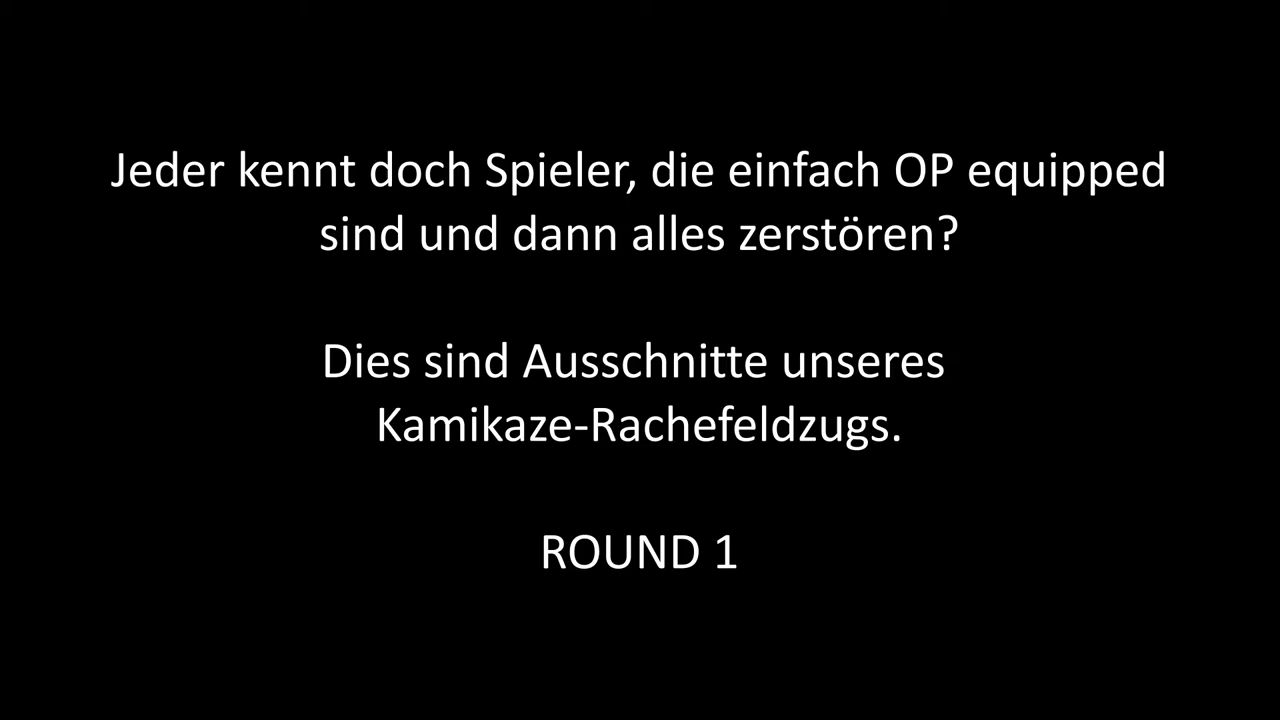 Jeder kennt doch Spieler, die einfach OP equipped
sind und dann alles zerstören?
Dies sind Ausschnitte unseres
Kamikaze-Rachefeldzugs.
ROUND 1